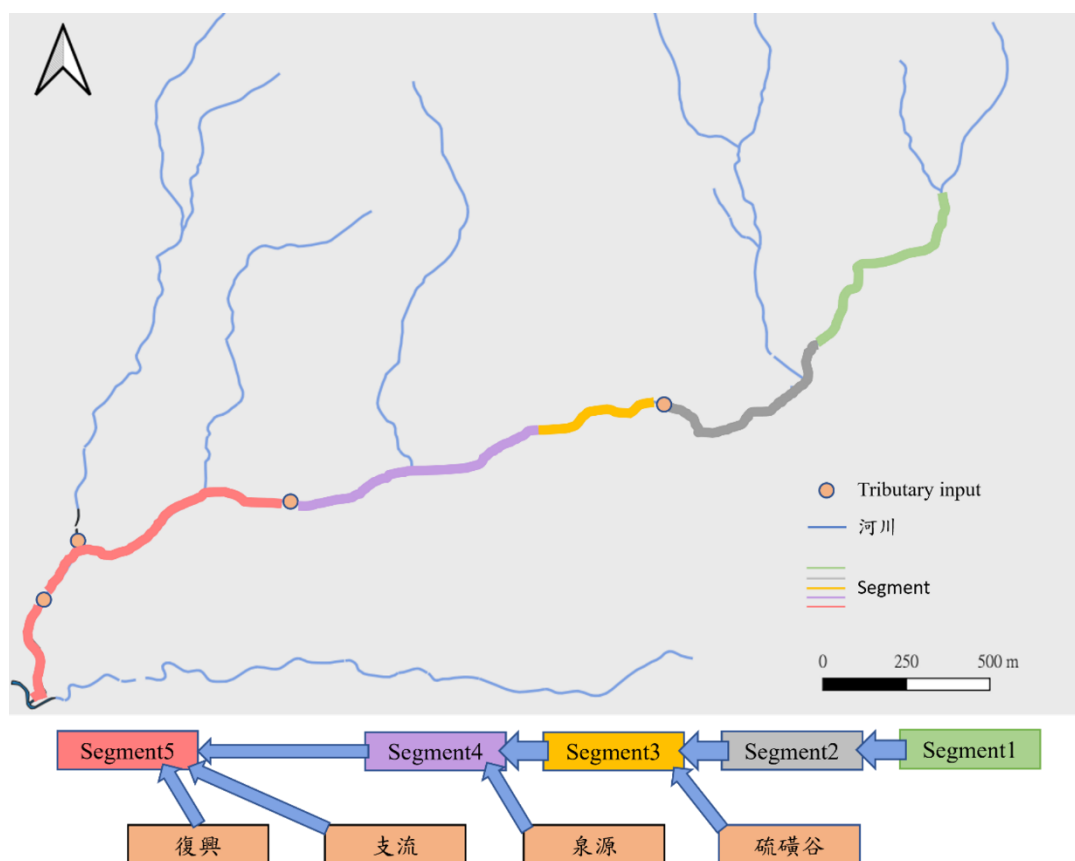 Tributary input
河川
Segment
0 250 500 m
Segment5 Segment4 Segment3 Segment2 Segment1
復興 支流 泉源 硫磺谷